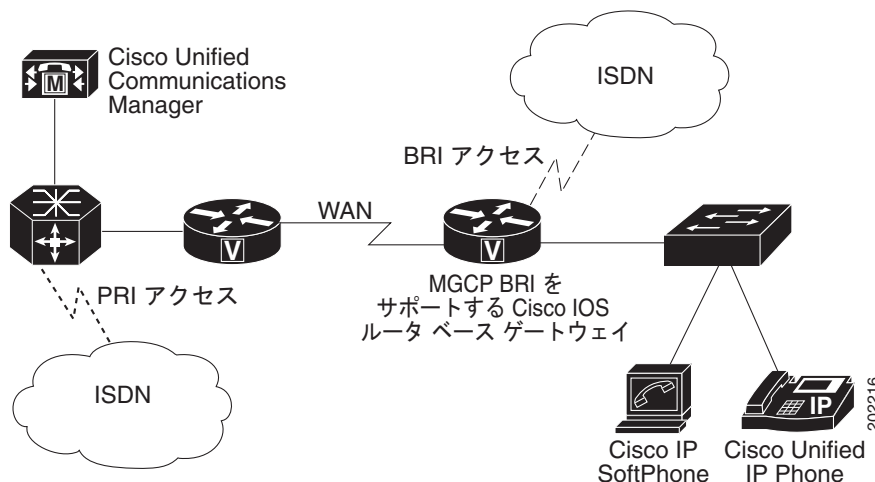 Cisco Unified
Communications
Manager
M
ISDN
BRI アクセス
WAN
V
V
MGCP BRI を
サポートする Cisco IOS
ルータ ベース ゲートウェイ
PRI アクセス
ISDN
IP
Cisco IP
SoftPhone
Cisco Unified
IP Phone
202216